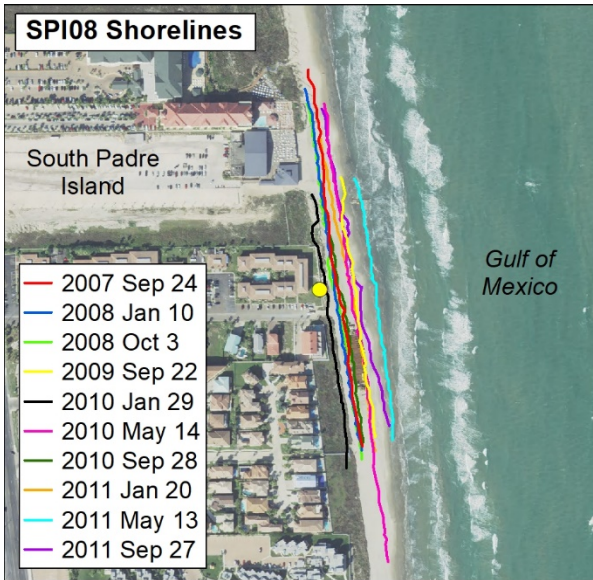 SPI08 Shorelines
South Padre
Island
Gulf of
Mexico
2007 Sep 24
2008 Jan 10
2008 Oct 3
2009 Sep 22
2010 Jan 29
2010 May 14
2010 Sep 28
2011 Jan 20
2011 May 13
2011 Sep 27